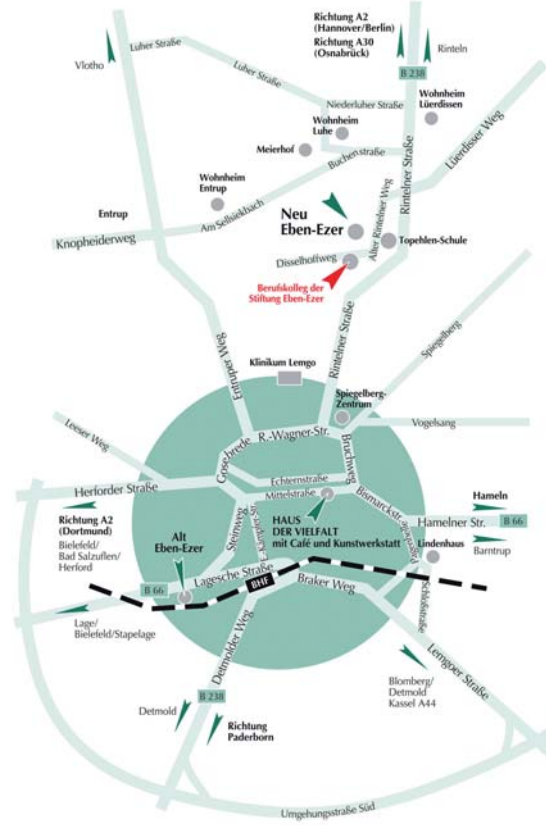 Richtung A2
(Hannover/Berlin)
Richtung A30
(Osnabrück)
Rinteln
B 238
Vlotho
Luher Straße
Luher Straße
Niederluher Straße
Wohnheim
Lüerdissen
Wohnheim
Luhe
Meierhof
Buchenstraße
Lüerdisser Weg
Rintelner Straße
Wohnheim
Entrup
Entrup
Am Sellsiekbach
Knopheiderweg
Neu
Eben-Ezer
Alter Rintelner Weg
Topehlen-Schule
Disselhoffweg
Berufskolleg der
Stiftung Eben-Ezer
Rintelner Straße
Entruper Weg
Klinikum Lemgo
Spiegelberg
Spiegelberg-
Zentrum
Vogelsang
Leeser Weg
Gosebrede
R.-Wagner-Str.
Bruchweg
Echternstraße
Mittelstraße
Herforder Straße
Bismarckstr.
Hameln
Hamelner Str.
B 66
Barntrup
Richtung A2
(Dortmund)
Bielefeld/
Bad Salzuflen/
Herford
Alt
Eben-Ezer
Steinweg
HAUS
DER VIELFALT
mit Café und Kunstwerkstatt
Pagenhelle
Lindenhaus
B 66
Lagesche Straße
BHF
Braker Weg
Schloßstraße
Lage/
Bielefeld/Stapelage
Detmolder Weg
Lemgoer Straße
Blomberg/
Detmold
Kassel A44
Detmold
B 238
Richtung
Paderborn
Umgehungsstraße Süd